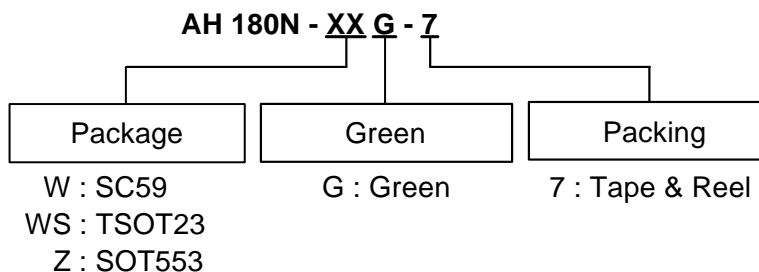 AH 180N - XX G - 7
Package Green Packing
W : SC59 G : Green 7 : Tape & Reel
WS : TSOT23
Z : SOT553